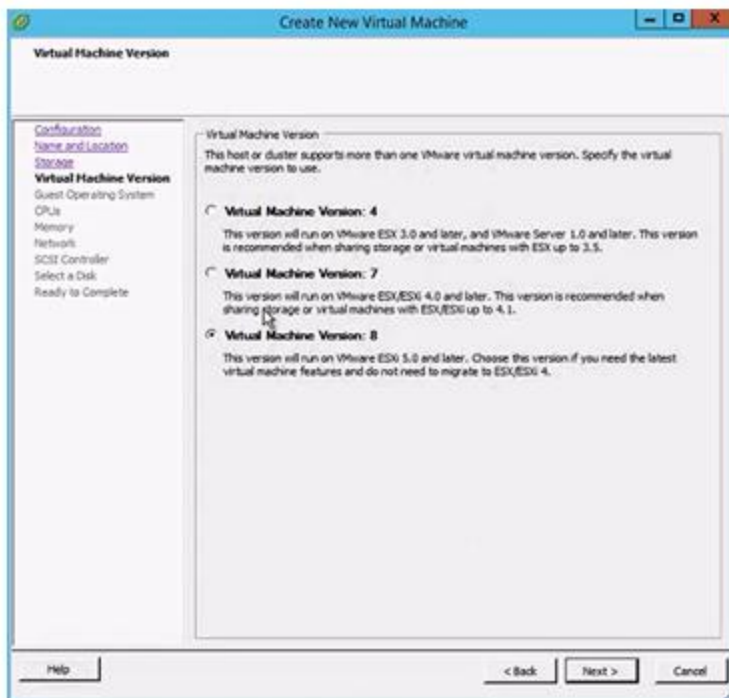 Create New Virtual Machine
Virtual Machine Version
Configuration
Name and Location
Storage
Virtual Machine Version
Guest Operating System
CPUs
Memory
Network
SCSI Controller
Select a Disk
Ready to Complete
Virtual Machine Version
This host or cluster supports more than one VMware virtual machine version. Specify the virtual
machine version to use.
Virtual Machine Version: 4
This version will run on VMware ESX 3.0 and later, and VMware Server 1.0 and later. This version
is recommended when sharing storage or virtual machines with ESX up to 3.5.
Virtual Machine Version: 7
This version will run on VMware ESX/ESXi 4.0 and later. This version is recommended when
sharing storage or virtual machines with ESX/ESXi up to 4.1.
Virtual Machine Version: 8
This version will run on VMware ESXi 5.0 and later. Choose this version if you need the latest
virtual machine features and do not need to migrate to ESX/ESXi 4.
Help
< Back
Next >
Cancel